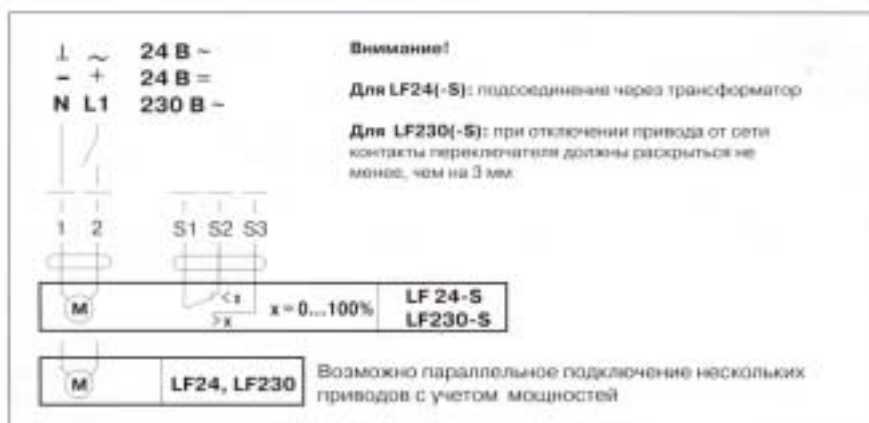 ⊥ ~ 24 В ~
- + 24 В =
N L1 230 В ~
Внимание!
Для LF24(-S): подсоединение через трансформатор
Для LF230(-S): при отключении привода от сети
контакты переключателя должны раскрыться не
менее, чем на 3 мм
1 2 S1 S2 S3
M <x >x x = 0...100% LF 24-S
LF230-S
M LF24, LF230
Возможно параллельное подключение нескольких
приводов с учетом мощностей